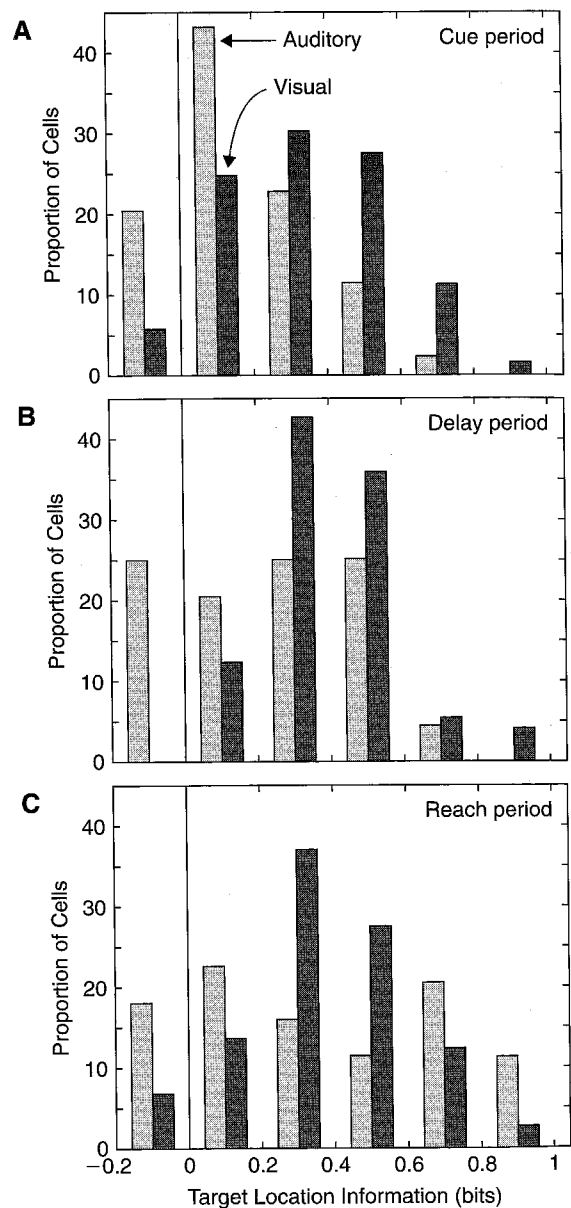 A
Auditory
Cue period
Visual
Proportion of Cells
40
30
20
10
0
B
Delay period
Proportion of Cells
40
30
20
10
0
C
Reach period
Proportion of Cells
40
30
20
10
0
−0.2 0 0.2 0.4 0.6 0.8 1
Target Location Information (bits)